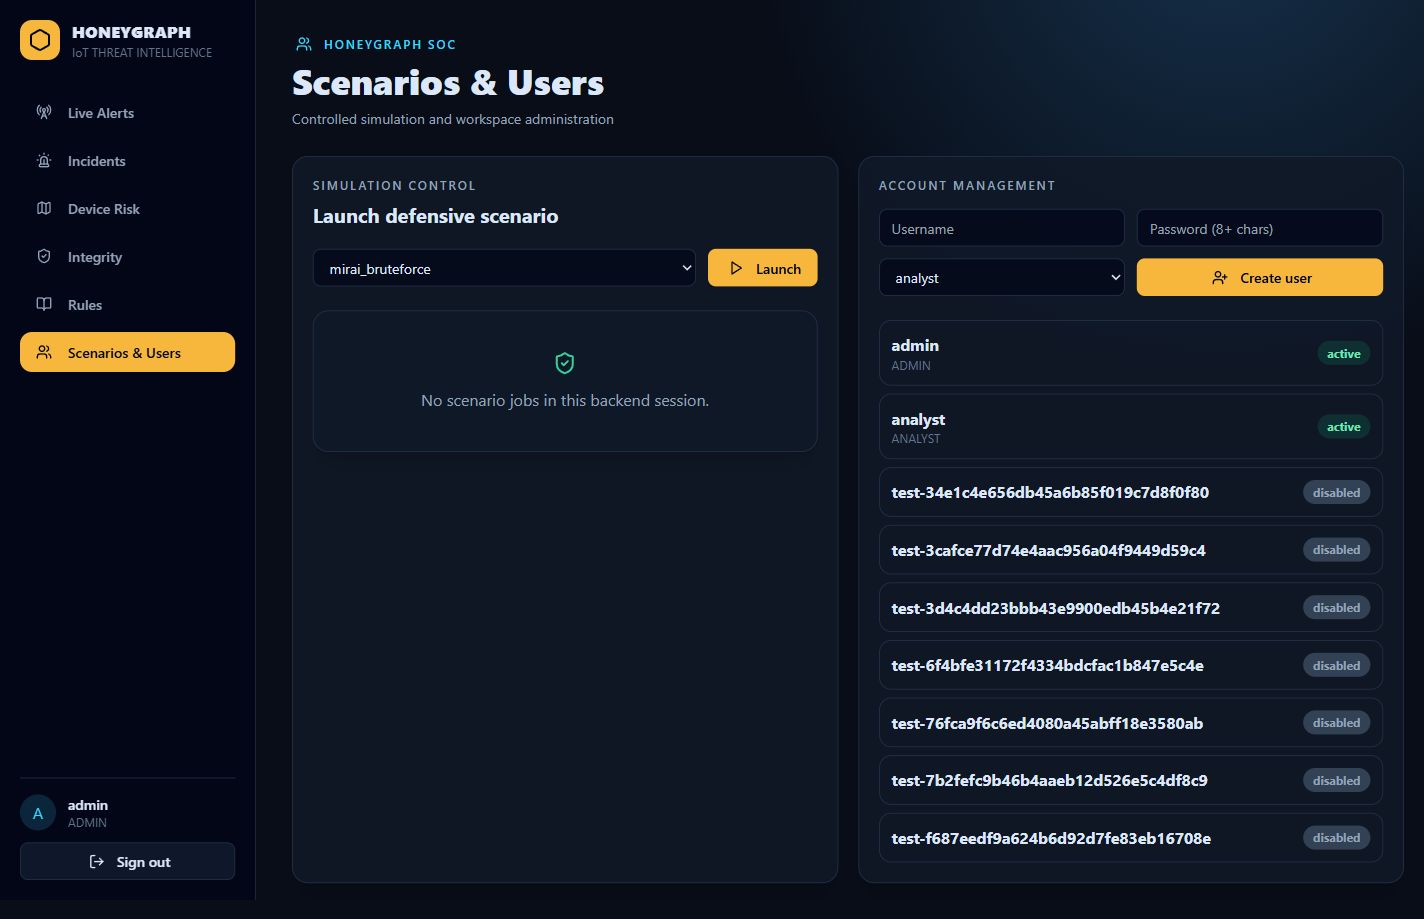 HONEYGRAPH
IoT THREAT INTELLIGENCE
Live Alerts
Incidents
Device Risk
Integrity
Rules
Scenarios & Users
admin
A
ADMIN
Sign out
HONEYGRAPH SOC
Scenarios & Users
Controlled simulation and workspace administration
SIMULATION CONTROL
Launch defensive scenario
mirai_bruteforce
Launch
No scenario jobs in this backend session.
ACCOUNT MANAGEMENT
Username
Password (8+ chars)
analyst
Create user
admin
ADMIN
active
analyst
ANALYST
active
test-34e1c4e656db45a6b85f019c7d8f0f80 disabled
test-3cafce77d74e4aac956a04f9449d59c4 disabled
test-3d4c4dd23bbb43e9900edb45b4e21f72 disabled
test-6f4bfe31172f4334bdcfac1b847e5c4e disabled
test-76fca9f6c6ed4080a45abff18e3580ab disabled
test-7b2fefc9b46b4aaeb12d526e5c4df8c9 disabled
test-f687eedf9a624b6d92d7fe83eb16708e disabled